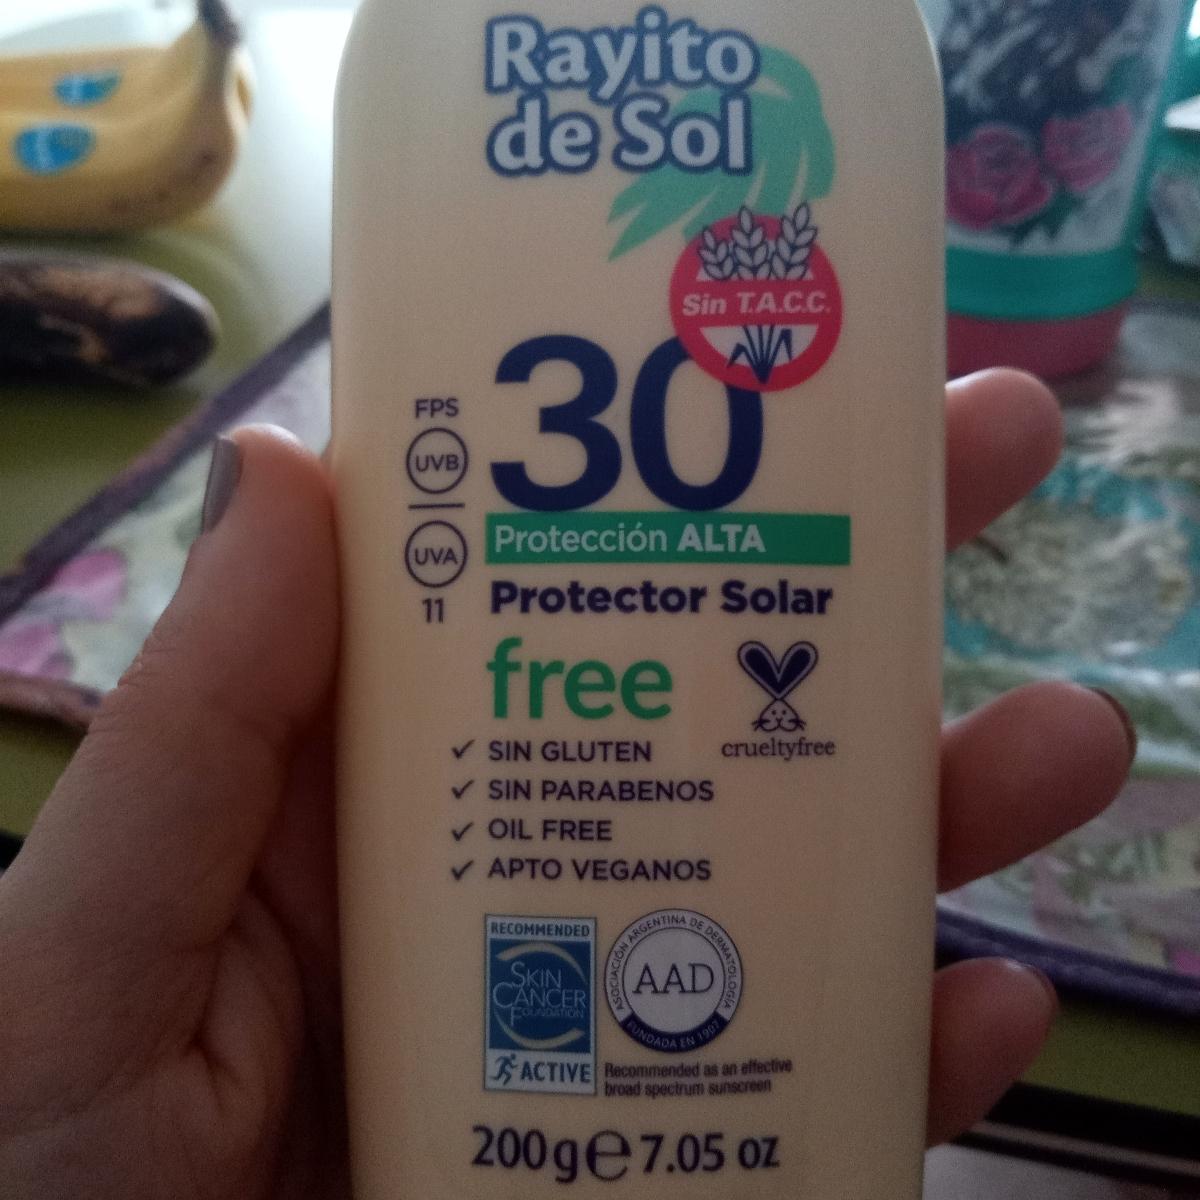 Rayito
de Sol
Sin T.A.C.C.
30
FPS
UVB
UVA
11
Protección ALTA
Protector Solar
free
crueltyfree
✓ SIN GLUTEN
✓ SIN PARABENOS
✓ OIL FREE
✓ APTO VEGANOS
RECOMMENDED
SKIN
CANCER
FOUNDATION
ACTIVE
ASOCIACIÓN ARGENTINA DE DERMATOLOGÍA
AAD
FUNDADA EN 1907
Recommended as an effective
broad spectrum sunscreen
200g℮7.05 oz